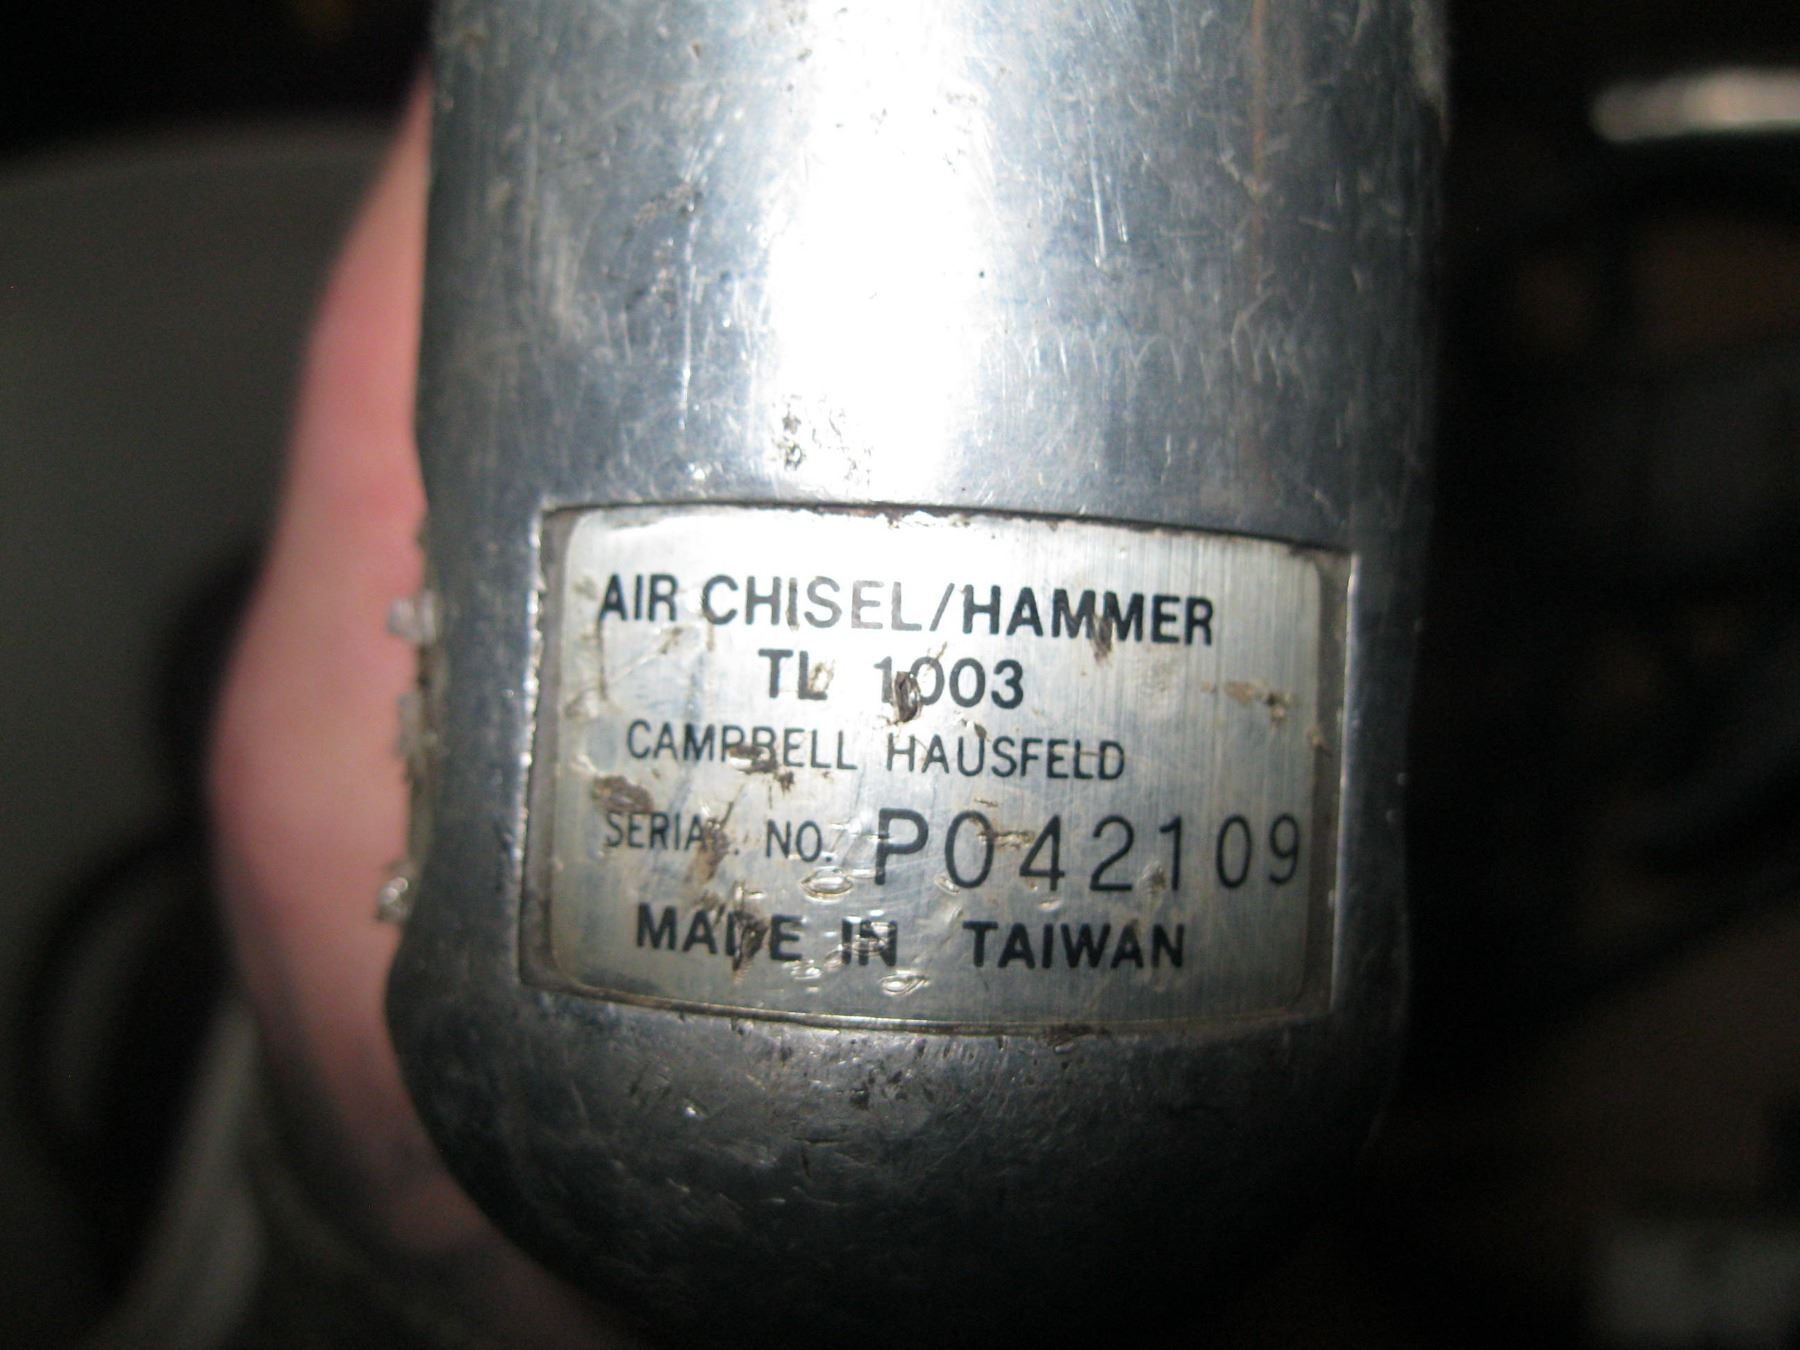 AIR CHISEL/HAMMER
TL 1003
CAMPBELL HAUSFELD
SERIAL NO. P042109
MADE IN TAIWAN